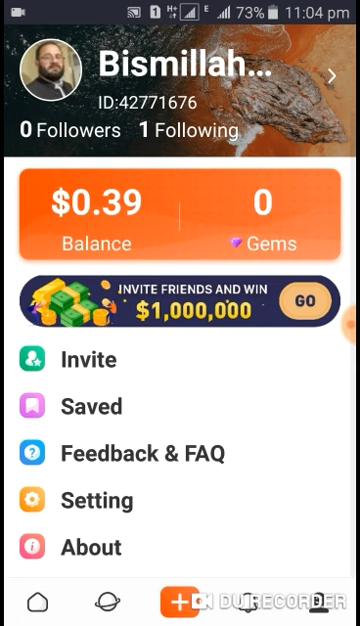 1 H+ E 73% 11:04 pm
Bismillah...
ID:42771676
0 Followers 1 Following
$0.39 0
Balance Gems
INVITE FRIENDS AND WIN
$1,000,000 GO
Invite
Saved
Feedback & FAQ
Setting
About
DU RECORDER